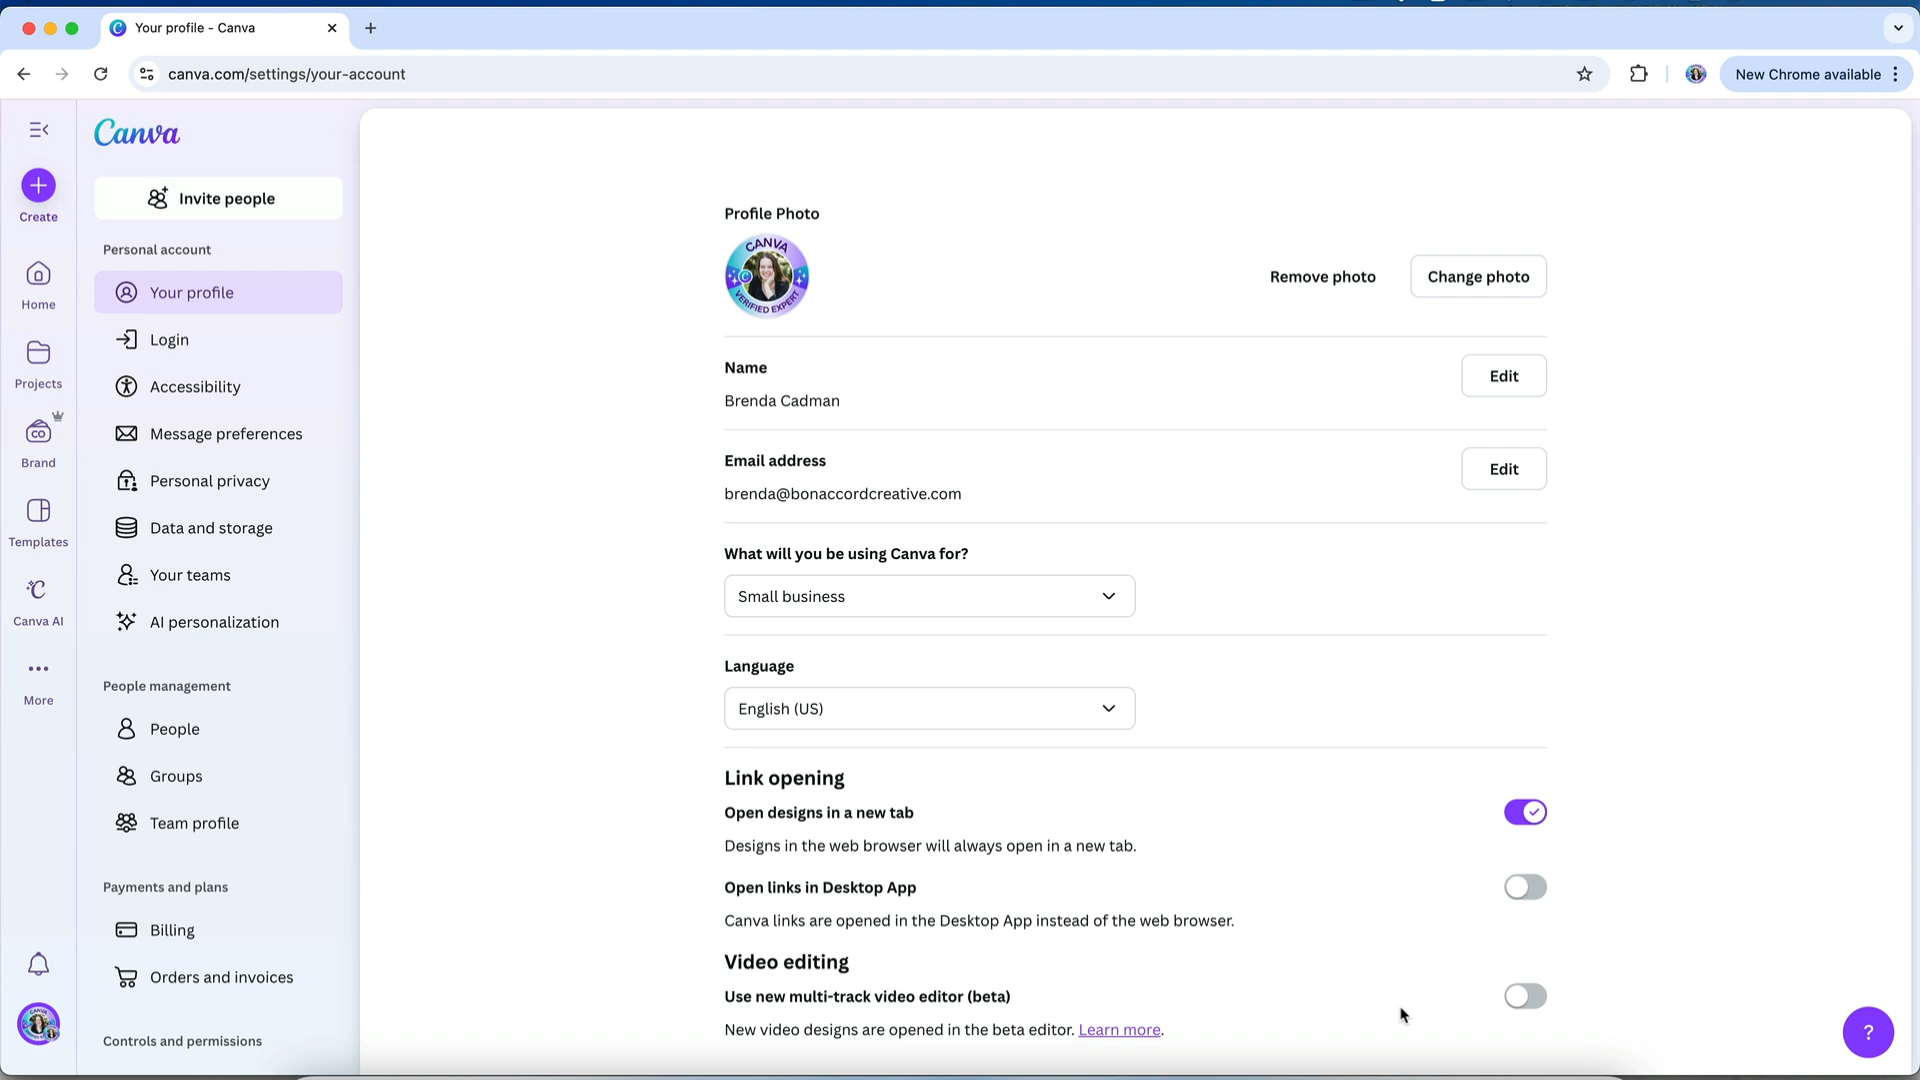 Your profile - Canva
canva.com/settings/your-account
New Chrome available
Canva
Create
Home
Projects
Brand
Templates
Canva AI
More
Invite people
Personal account
Your profile
Login
Accessibility
Message preferences
Personal privacy
Data and storage
Your teams
AI personalization
People management
People
Groups
Team profile
Payments and plans
Billing
Orders and invoices
Controls and permissions
Profile Photo
CANVA
VERIFIED EXPERT
Remove photo
Change photo
Name
Brenda Cadman
Edit
Email address
brenda@bonaccordcreative.com
Edit
What will you be using Canva for?
Small business
Language
English (US)
Link opening
Open designs in a new tab
Designs in the web browser will always open in a new tab.
Open links in Desktop App
Canva links are opened in the Desktop App instead of the web browser.
Video editing
Use new multi-track video editor (beta)
New video designs are opened in the beta editor. Learn more.
?